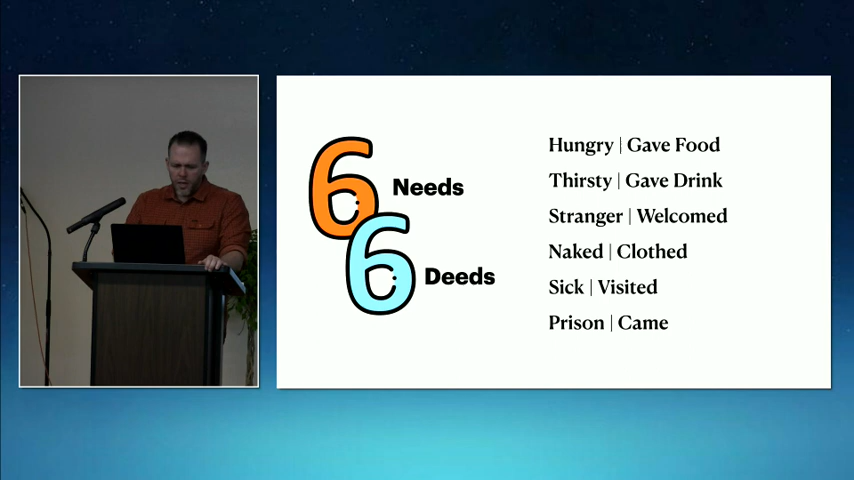 6 Needs
6 Deeds
Hungry | Gave Food
Thirsty | Gave Drink
Stranger | Welcomed
Naked | Clothed
Sick | Visited
Prison | Came